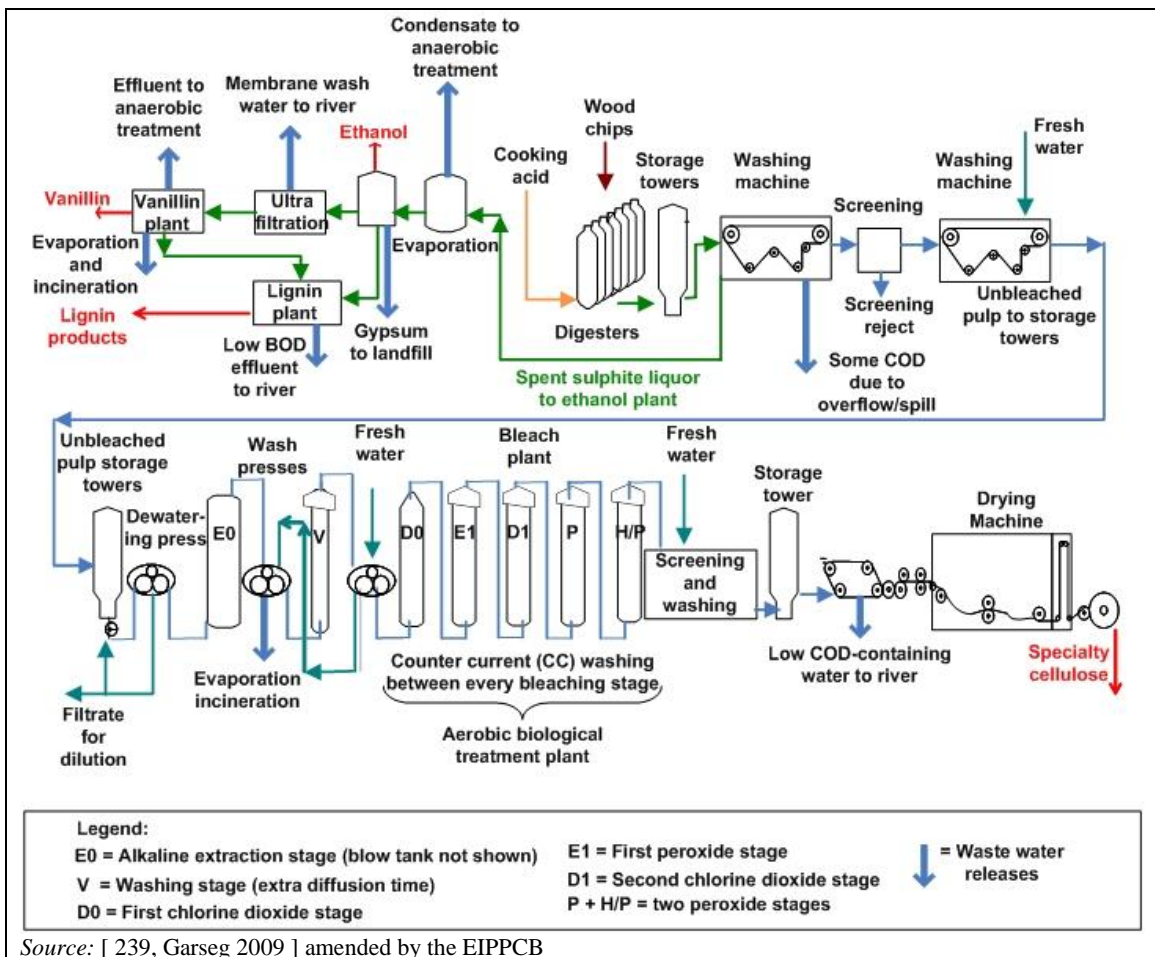 Condensate to
anaerobic
treatment
Effluent to
anaerobic
treatment
Membrane wash
water to river
Ethanol
Wood
chips
Cooking
acid
Storage
towers
Washing
machine
Screening
Washing
machine
Fresh
water
Vanillin
Vanillin
plant
Ultra
filtration
Evaporation
Evaporation
and
incineration
Lignin
plant
Lignin
products
Low BOD
effluent
to river
Gypsum
to landfill
Digesters
Spent sulphite liquor
to ethanol plant
Screening
reject
Some COD
due to
overflow/spill
Unbleached
pulp to storage
towers
Unbleached
pulp storage
towers
Dewater-
ing press
E0
Wash
presses
V
Fresh
water
Bleach
plant
D0
E1
D1
P
H/P
Fresh
water
Screening
and
washing
Storage
tower
Drying
Machine
Filtrate
for
dilution
Evaporation
incineration
Counter current (CC) washing
between every bleaching stage
Aerobic biological
treatment plant
Low COD-containing
water to river
Specialty
cellulose
Legend:
E0 = Alkaline extraction stage (blow tank not shown)
V = Washing stage (extra diffusion time)
D0 = First chlorine dioxide stage
E1 = First peroxide stage
D1 = Second chlorine dioxide stage
P + H/P = two peroxide stages
= Waste water
releases
Source: [ 239, Garseg 2009 ] amended by the EIPPCB